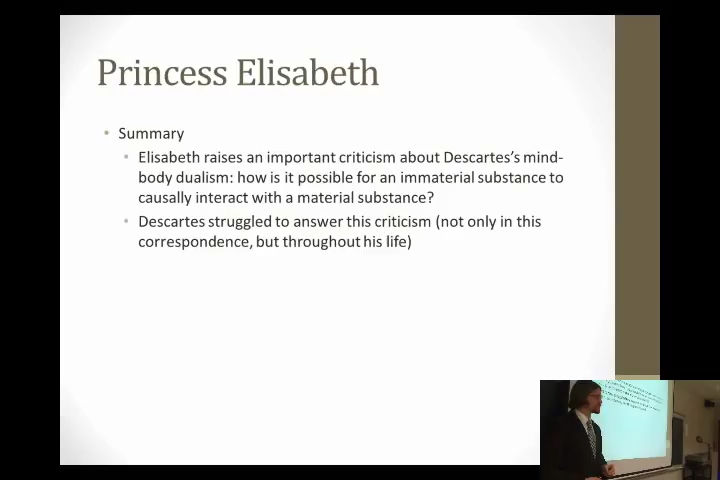 Princess Elisabeth
• Summary
• Elisabeth raises an important criticism about Descartes's mind-
body dualism: how is it possible for an immaterial substance to
causally interact with a material substance?
• Descartes struggled to answer this criticism (not only in this
correspondence, but throughout his life)